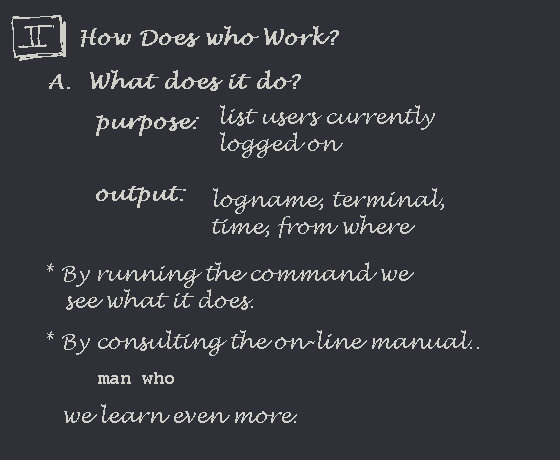 II How Does who Work?
A. What does it do?
purpose: list users currently
logged on
output: logname, terminal,
time, from where
* By running the command we
see what it does.
* By consulting the on-line manual..
man who
we learn even more.